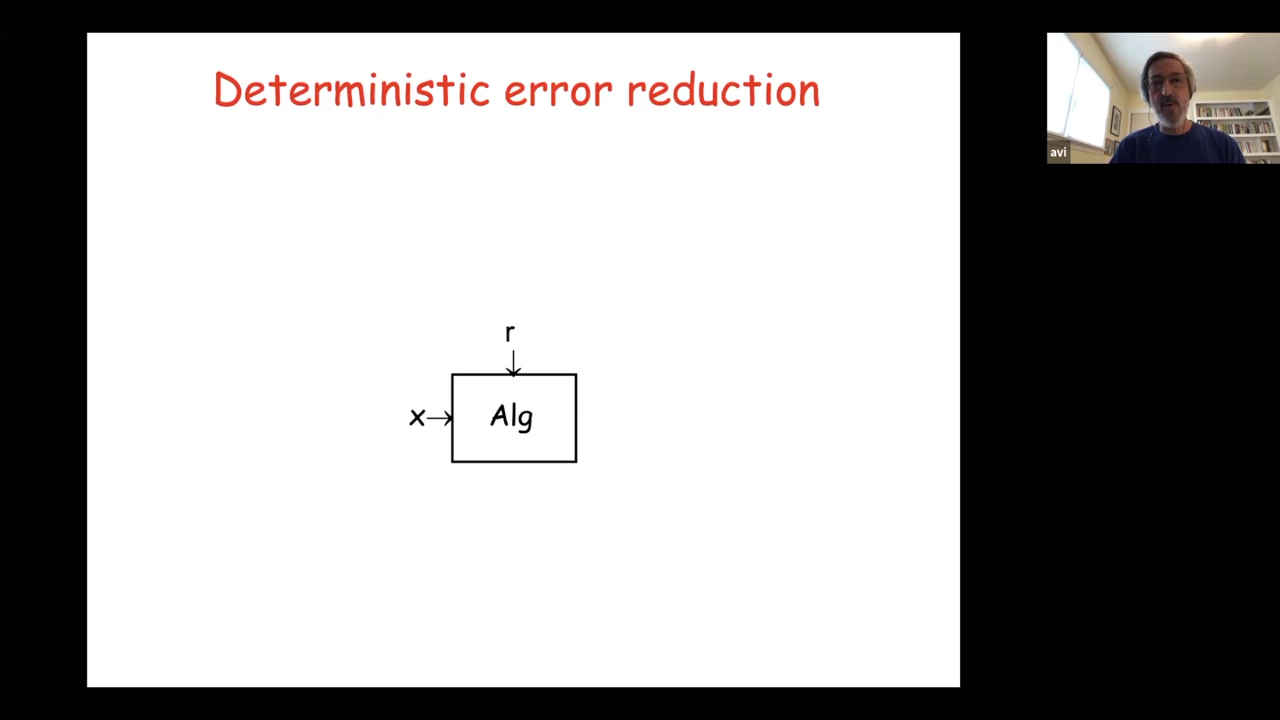 Deterministic error reduction
avi
r
x
Alg